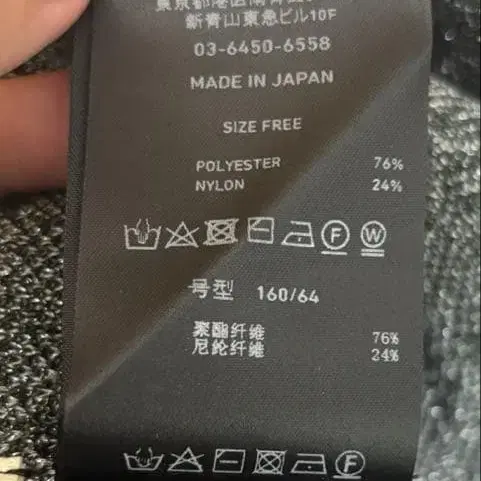 新青山東急ビル10F
03-6450-6558
MADE IN JAPAN
SIZE FREE
POLYESTER 76%
NYLON 24%
F W
号型 160/64
聚酯纤维 76%
尼纶纤维 24%
F